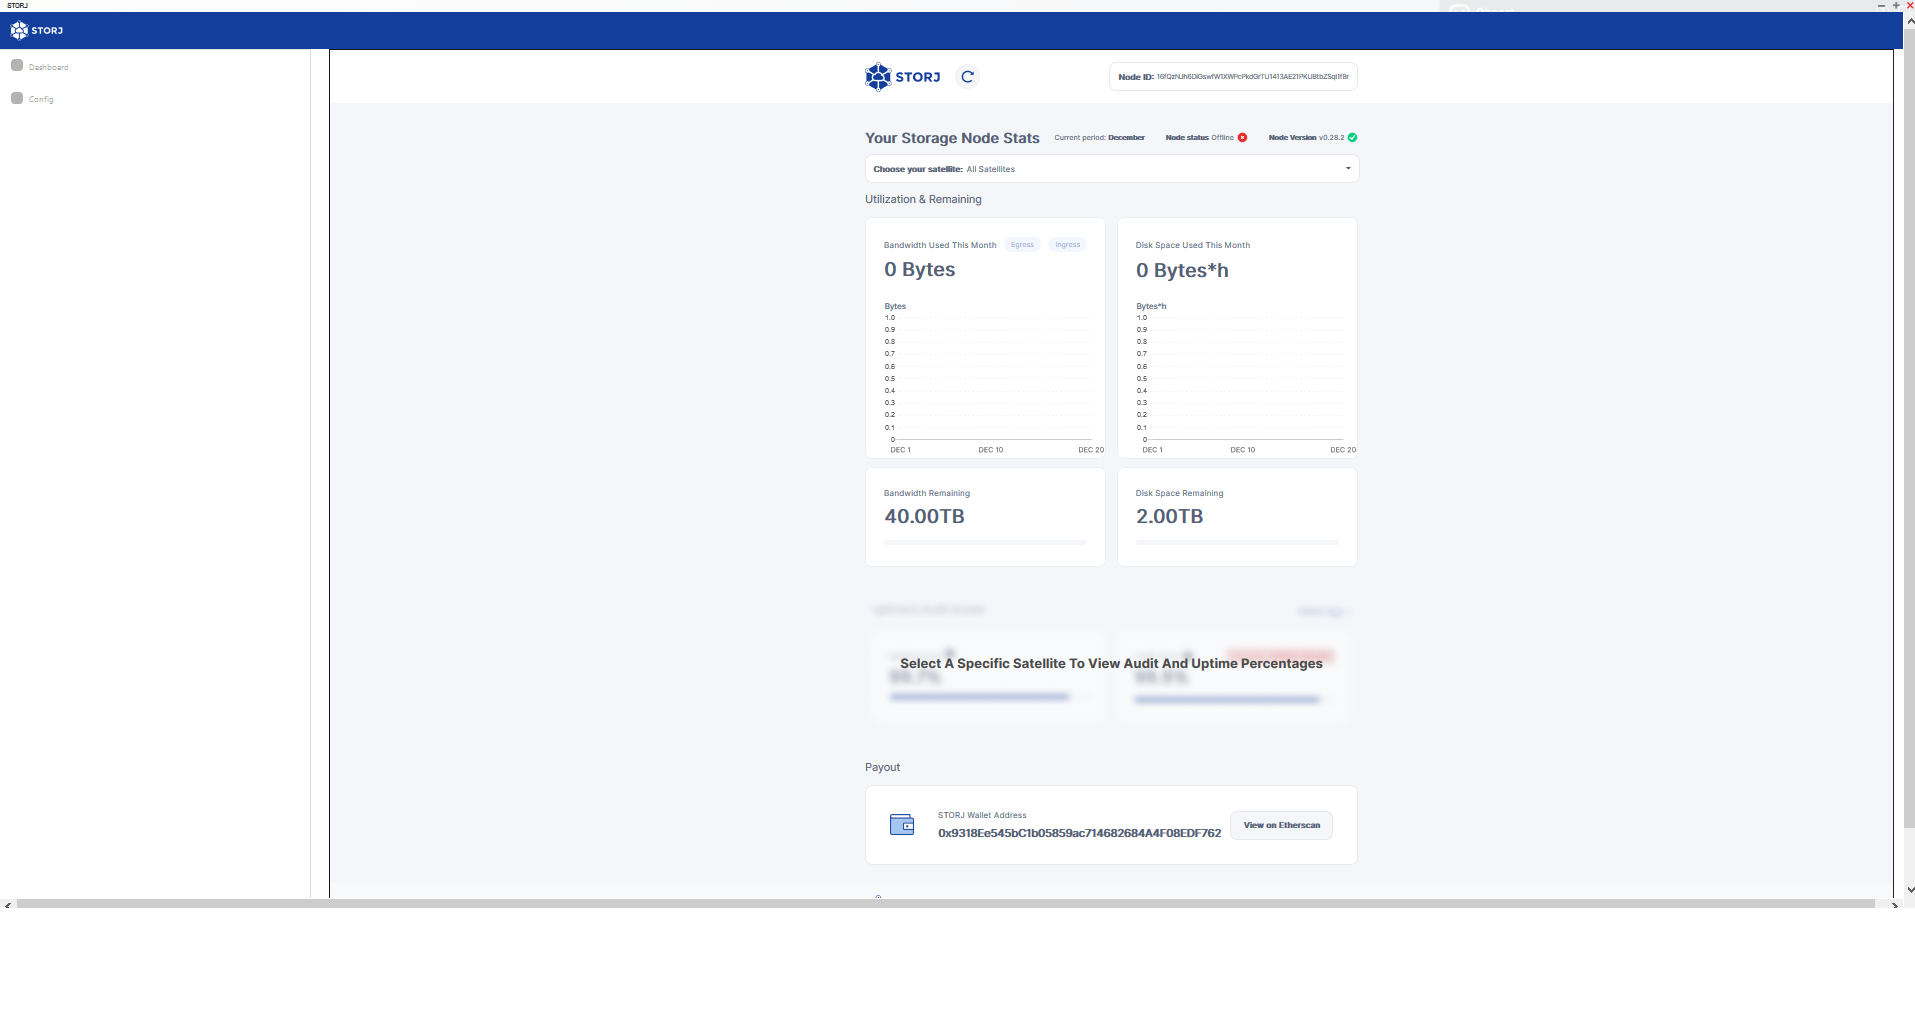 STORJ
STORJ
Dashboard
Config
STORJ
Node ID: 
Your Storage Node Stats
Current period: December
Node status Offline
Node Version v0.28.2
Choose your satellite: All Satellites
Utilization & Remaining
Bandwidth Used This Month Egress Ingress
0 Bytes
Bytes
1.0
0.9
0.8
0.7
0.6
0.5
0.4
0.3
0.2
0.1
0
DEC 1 DEC 10 DEC 20
Disk Space Used This Month
0 Bytes*h
Bytes*h
1.0
0.9
0.8
0.7
0.6
0.5
0.4
0.3
0.2
0.1
0
DEC 1 DEC 10 DEC 20
Bandwidth Remaining
40.00TB
Disk Space Remaining
2.00TB
Select A Specific Satellite To View Audit And Uptime Percentages
Payout
STORJ Wallet Address
0x9318Ee545bC1b05859ac714682684A4F08EDF762
View on Etherscan